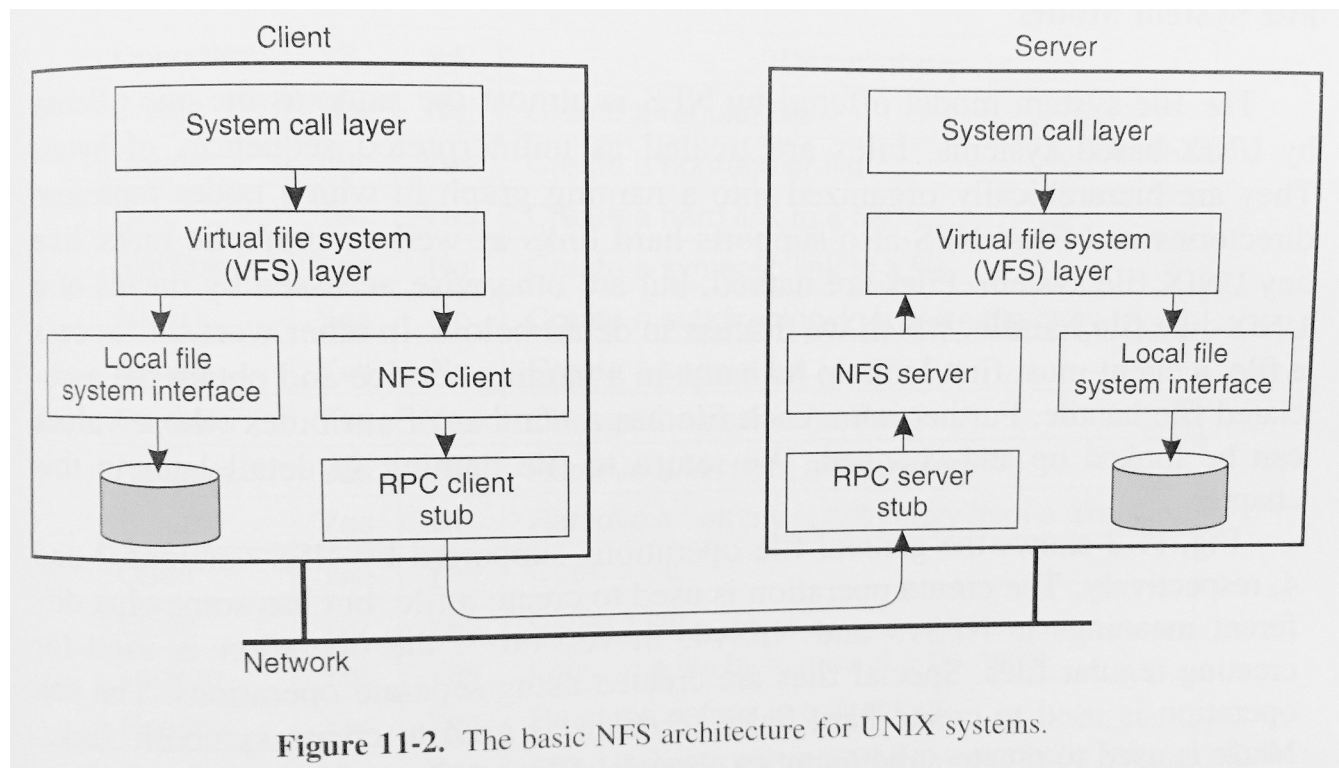 Client
Server
System call layer
System call layer
Virtual file system
(VFS) layer
Virtual file system
(VFS) layer
Local file
system interface
NFS client
NFS server
Local file
system interface
RPC client
stub
RPC server
stub
Network
Figure 11-2. The basic NFS architecture for UNIX systems.